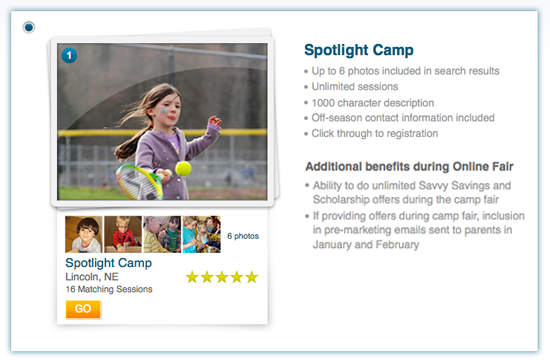 1
6 photos
Spotlight Camp
Lincoln, NE
16 Matching Sessions
GO
Spotlight Camp
• Up to 6 photos included in search results
• Unlimited sessions
• 1000 character description
• Off-season contact information included
• Click through to registration
Additional benefits during Online Fair
• Ability to do unlimited Savvy Savings and
Scholarship offers during the camp fair
• If providing offers during camp fair, inclusion
in pre-marketing emails sent to parents in
January and February